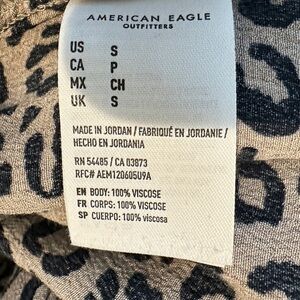 AMERICAN EAGLE
OUTFITTERS
US S
CA P
MX CH
UK S
MADE IN JORDAN / FABRIQUÉ EN JORDANIE /
HECHO EN JORDANIA
RN 54485 / CA 03873
RFC# AEM120605U9A
EN BODY: 100% VISCOSE
FR CORPS: 100% VISCOSE
SP CUERPO: 100% viscosa